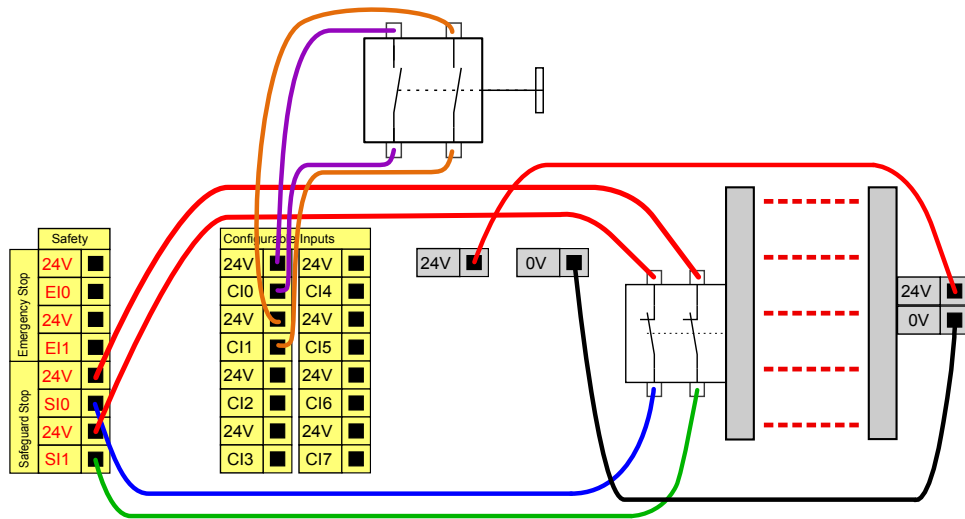 Safety
Emergency Stop
24V
EI0
24V
EI1
Safeguard Stop
24V
SI0
24V
SI1
Configurable Inputs
24V 24V
CI0 CI4
24V 24V
CI1 CI5
24V 24V
CI2 CI6
24V 24V
CI3 CI7
24V 0V
24V
0V